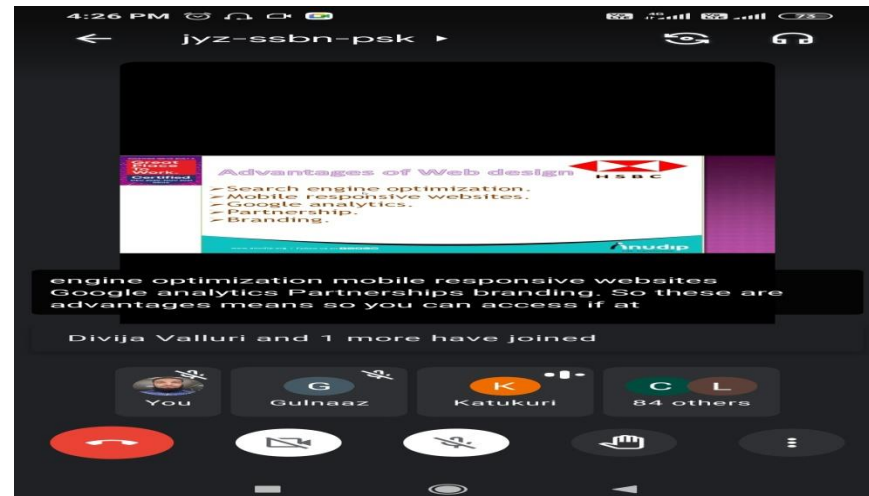 4:26 PM
73
jyz-ssbn-psk
Great
Place
To
Work.
Certified
Advantages of Web design
HSBC
➢Search engine optimization.
➢Mobile responsive websites.
➢Google analytics.
➢Partnership.
➢Branding.
Anudip
engine optimization mobile responsive websites
Google analytics Partnerships branding. So these are
advantages means so you can access if at
Divija Valluri and 1 more have joined
G
K
C L
You
Gulnaaz
Katukuri
84 others